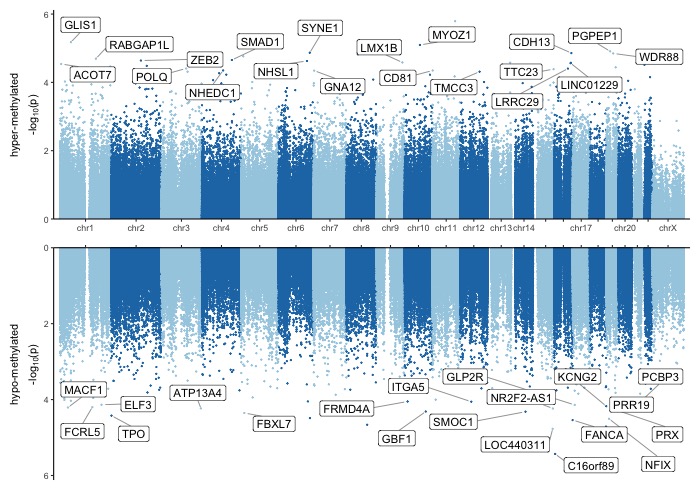 6
4
2
0
hyper-methylated
-log10(p)
GLIS1
RABGAP1L
ACOT7
POLQ
ZEB2
NHEDC1
SMAD1
SYNE1
NHSL1
GNA12
LMX1B
CD81
MYOZ1
TMCC3
CDH13
TTC23
LRRC29
PGPEP1
LINC01229
WDR88
chr1
chr2
chr3
chr4
chr5
chr6
chr7
chr8
chr9
chr10
chr11
chr12
chr13
chr14
chr17
chr20
chrX
0
2
4
6
hypo-methylated
-log10(p)
MACF1
ELF3
FCRL5
TPO
ATP13A4
FBXL7
FRMD4A
ITGA5
GBF1
GLP2R
NR2F2-AS1
SMOC1
LOC440311
KCNG2
PCBP3
PRR19
FANCA
PRX
C16orf89
NFIX